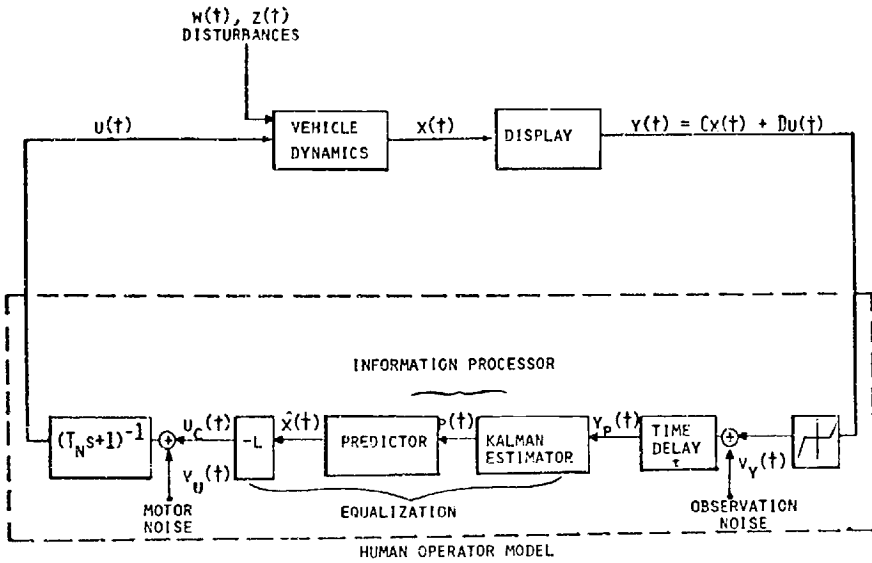 w(t), z(t)
DISTURBANCES
u(t)
VEHICLE
DYNAMICS
x(t)
DISPLAY
y(t) = Cx(t) + Du(t)
INFORMATION PROCESSOR
(T_N s+1)^-1
u_c(t)
v_u(t)
MOTOR
NOISE
-L
x̂(t)
PREDICTOR
p(t)
KALMAN
ESTIMATOR
y_p(t)
TIME
DELAY
τ
v_y(t)
OBSERVATION
NOISE
EQUALIZATION
HUMAN OPERATOR MODEL